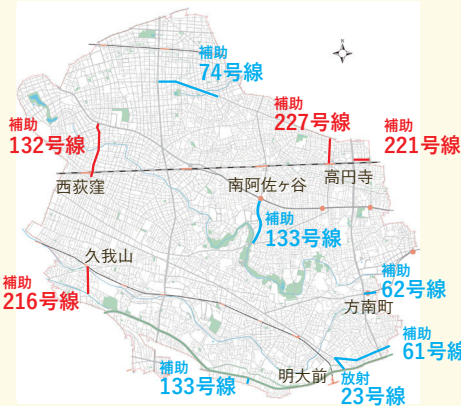 補助
74号線
補助
227号線
補助
221号線
補助
132号線
西荻窪
南阿佐ヶ谷
高円寺
補助
133号線
久我山
補助
216号線
補助
62号線
方南町
補助
61号線
補助
133号線
明大前
放射
23号線